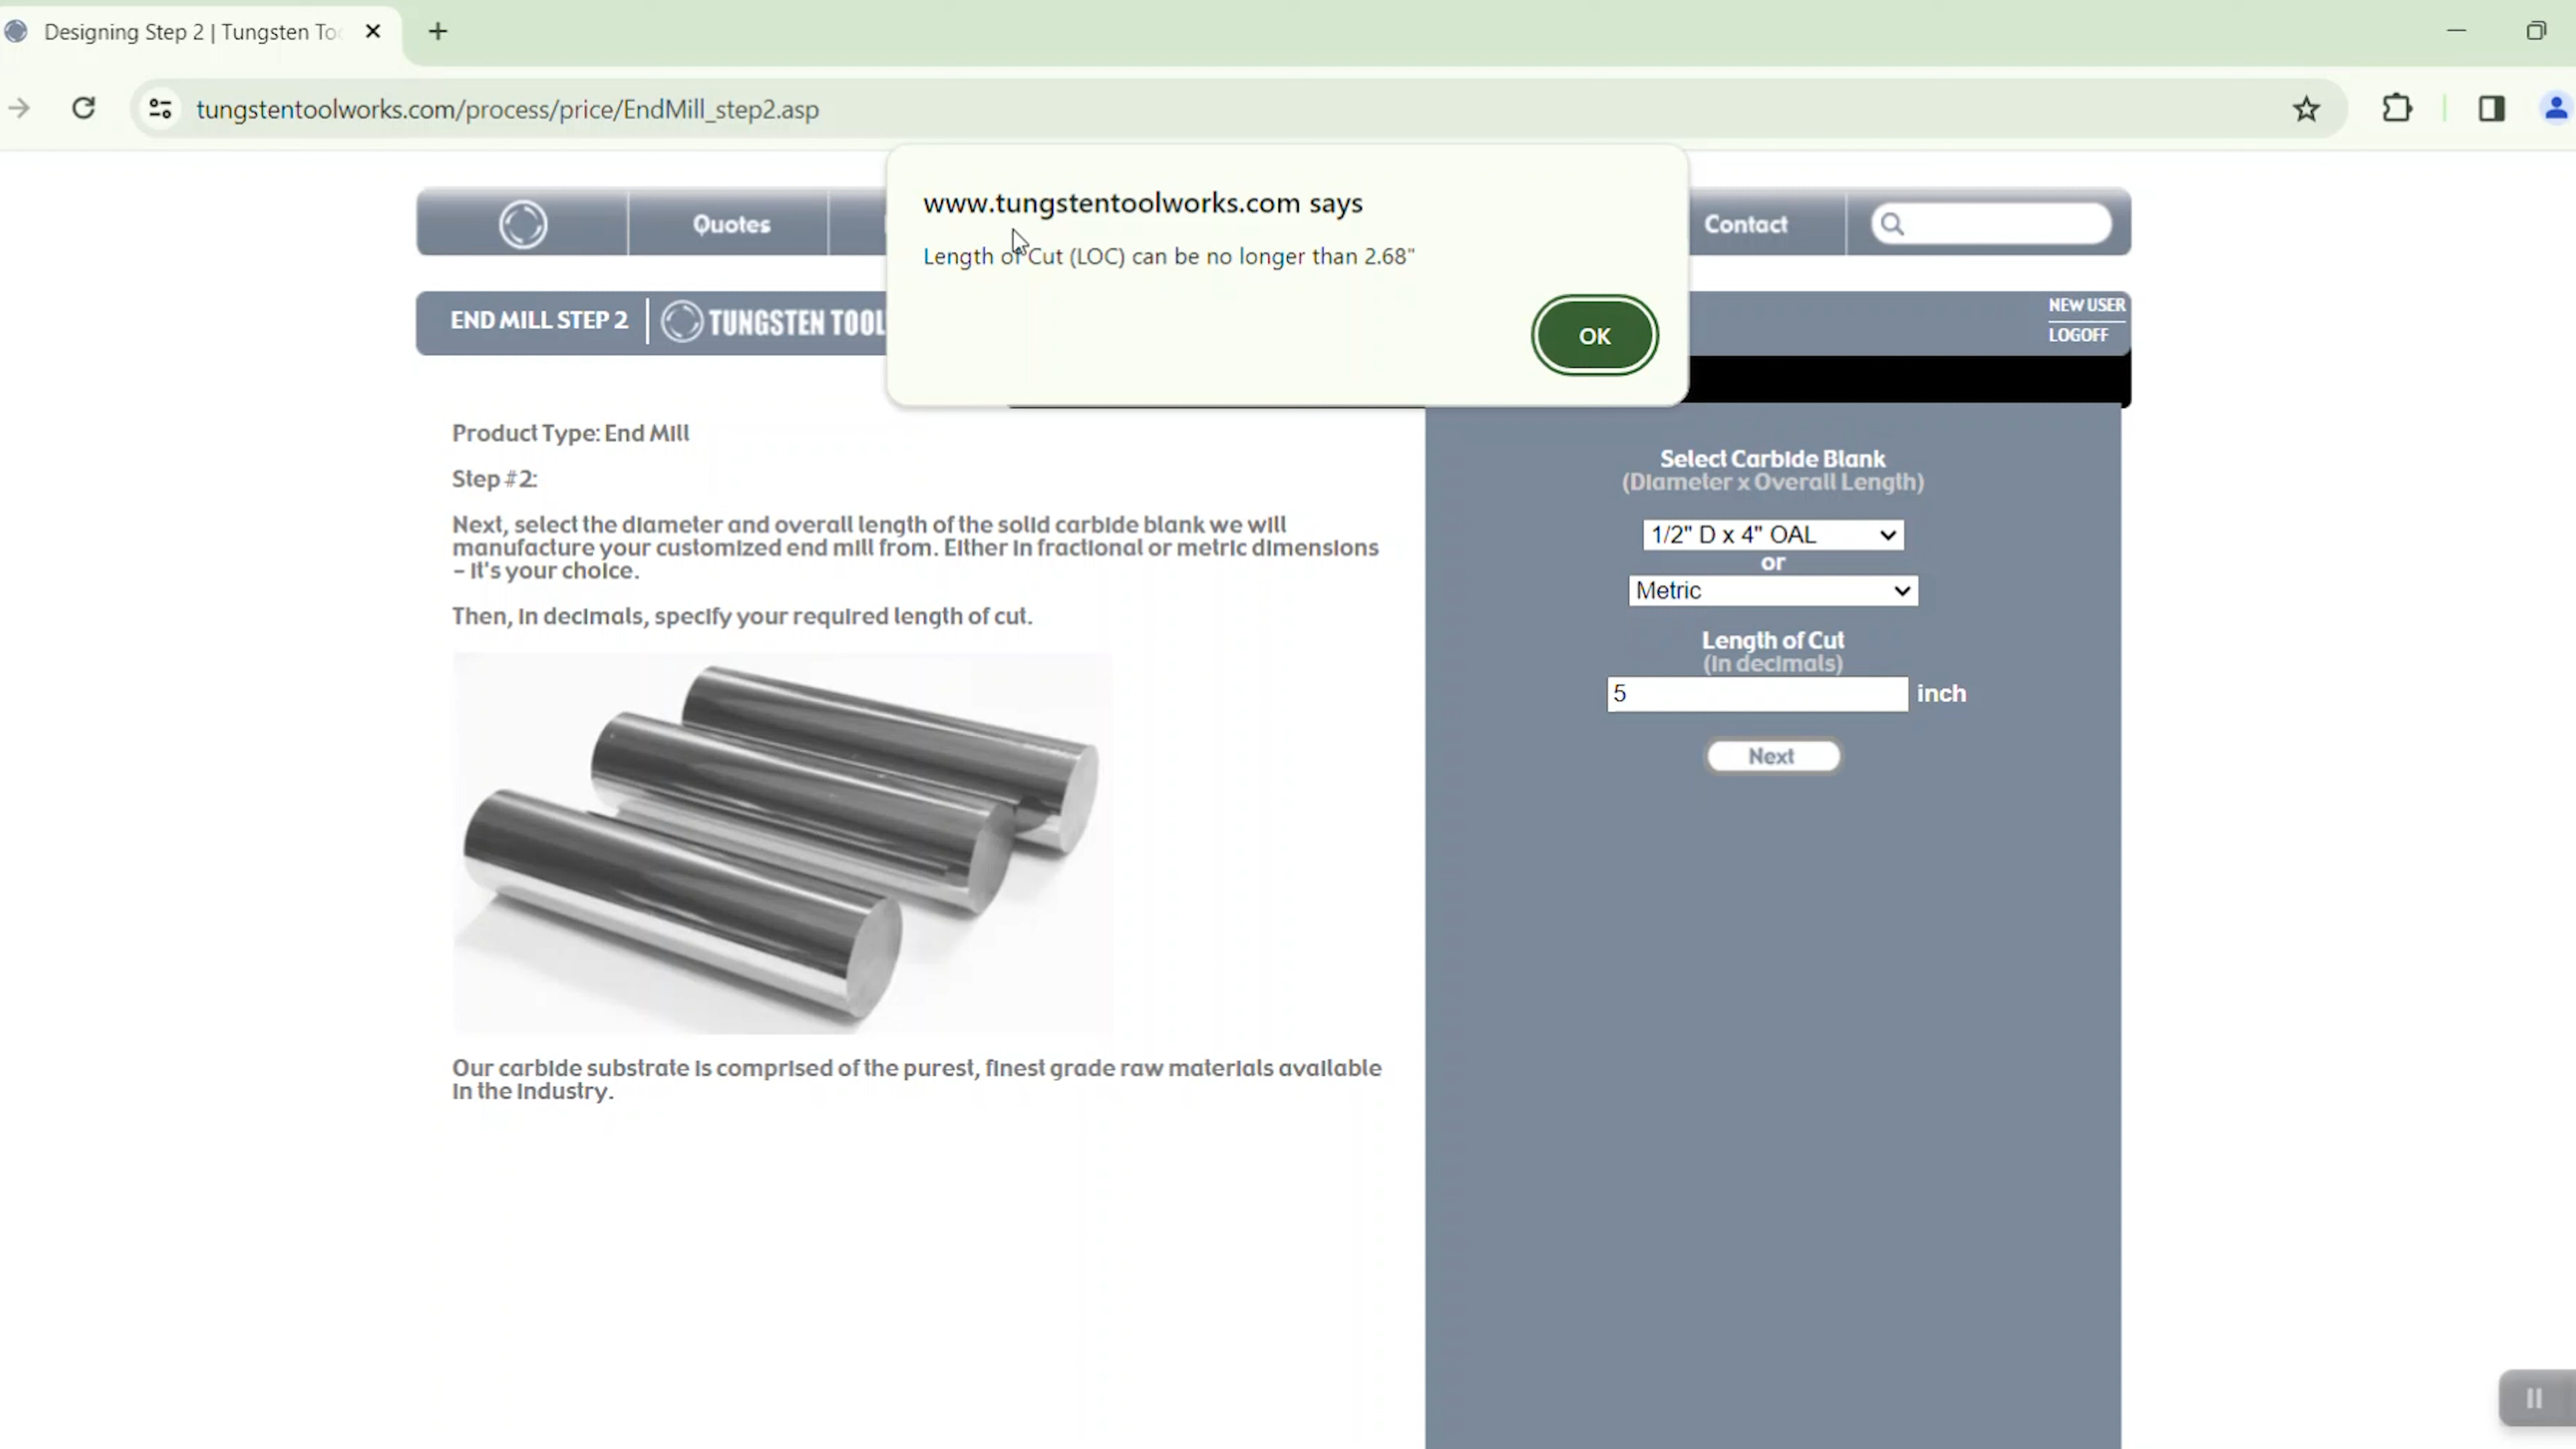 Designing Step 2 | Tungsten To
tungstentoolworks.com/process/price/EndMill_step2.asp
www.tungstentoolworks.com says
Length of Cut (LOC) can be no longer than 2.68"
OK
Quotes
Contact
END MILL STEP 2
TUNGSTEN TOOL
NEW USER
LOGOFF
Product Type: End Mill
Step #2:
Next, select the diameter and overall length of the solid carbide blank we will
manufacture your customized end mill from. Either in fractional or metric dimensions
– It's your choice.
Then, in decimals, specify your required length of cut.
Our carbide substrate is comprised of the purest, finest grade raw materials available
in the industry.
Select Carbide Blank
(Diameter x Overall Length)
1/2" D x 4" OAL
or
Metric
Length of Cut
(in decimals)
5 inch
Next